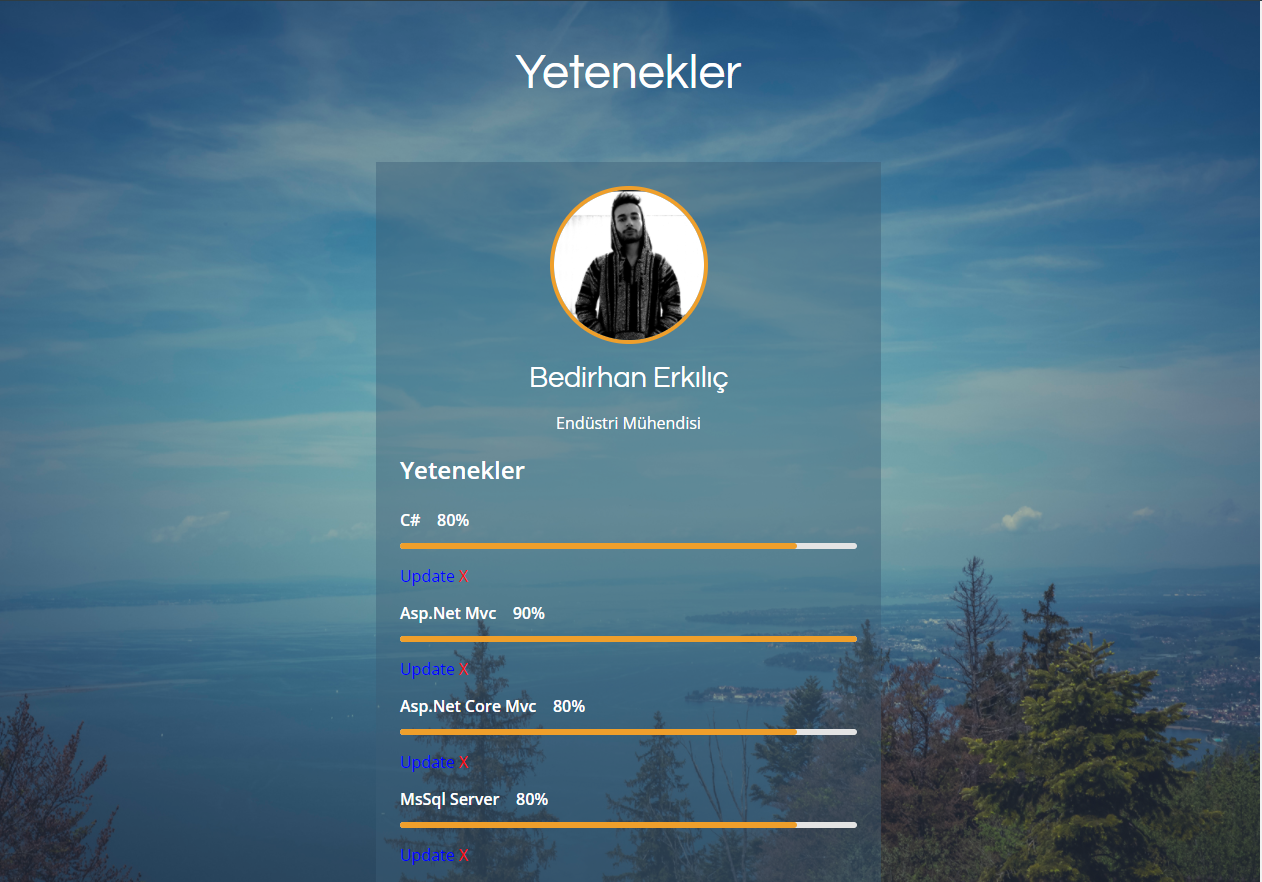 Yetenekler
Bedirhan Erkılıç
Endüstri Mühendisi
Yetenekler
C# 80%
Update X
Asp.Net Mvc 90%
Update X
Asp.Net Core Mvc 80%
Update X
MsSql Server 80%
Update X